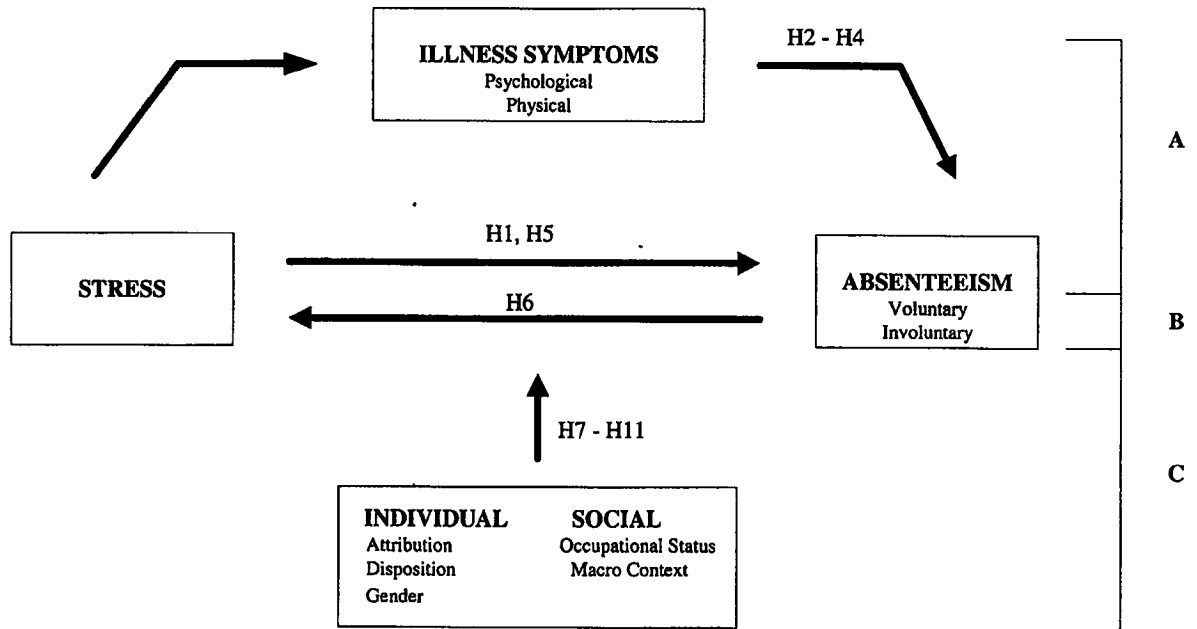 H2 - H4
ILLNESS SYMPTOMS
Psychological
Physical
A
H1, H5
STRESS
ABSENTEEISM
Voluntary
Involuntary
H6
B
H7 - H11
C
INDIVIDUAL SOCIAL
Attribution Occupational Status
Disposition Macro Context
Gender